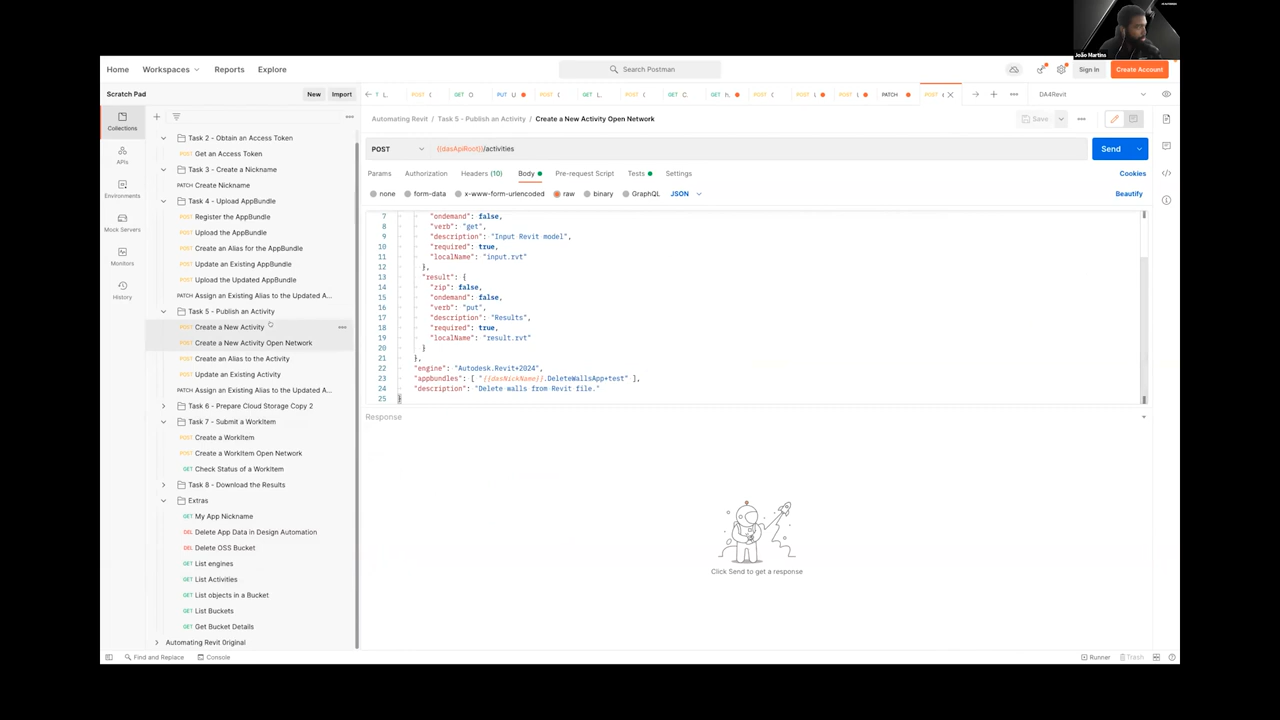 João Martins
Home Workspaces Reports Explore Search Postman Sign In Create Account
Scratch Pad New Import
POST GET PUT POST GET POST GET GET POST POST POST PATCH POST DA4Revit
Automating Revit / Task 5 - Publish an Activity / Create a New Activity Open Network Save
POST {{dasApiRoot}}/activities Send
Params Authorization Headers (10) Body Pre-request Script Tests Settings Cookies
none form-data x-www-form-urlencoded raw binary GraphQL JSON Beautify
Collections
APIs
Environments
Mock Servers
Monitors
History
Task 2 - Obtain an Access Token
POST Get an Access Token
Task 3 - Create a Nickname
PATCH Create Nickname
Task 4 - Upload AppBundle
POST Register the AppBundle
POST Upload the AppBundle
POST Create an Alias for the AppBundle
POST Update an Existing AppBundle
POST Upload the Updated AppBundle
PATCH Assign an Existing Alias to the Updated A...
Task 5 - Publish an Activity
POST Create a New Activity
POST Create a New Activity Open Network
POST Create an Alias to the Activity
POST Update an Existing Activity
POST Assign an Existing Alias to the Updated A...
Task 6 - Prepare Cloud Storage Copy 2
Task 7 - Submit a WorkItem
POST Create a WorkItem
POST Create a WorkItem Open Network
GET Check Status of a WorkItem
Task 8 - Download the Results
Extras
GET My App Nickname
DEL Delete App Data in Design Automation
DEL Delete OSS Bucket
GET List engines
GET List Activities
GET List objects in a Bucket
GET List Buckets
GET Get Bucket Details
Automating Revit Original
7 "ondemand": false,
8 "verb": "get",
9 "description": "Input Revit model",
10 "required": true,
11 "localName": "input.rvt"
12 },
13 "result": {
14 "zip": false,
15 "ondemand": false,
16 "verb": "put",
17 "description": "Results",
18 "required": true,
19 "localName": "result.rvt"
20 }
21 },
22 "engine": "Autodesk.Revit+2024",
23 "appbundles": [ "{{dasNickName}}.DeleteWallsApp+test" ],
24 "description": "Delete walls from Revit file."
25 }
Response
Click Send to get a response
Find and Replace Console Runner Trash